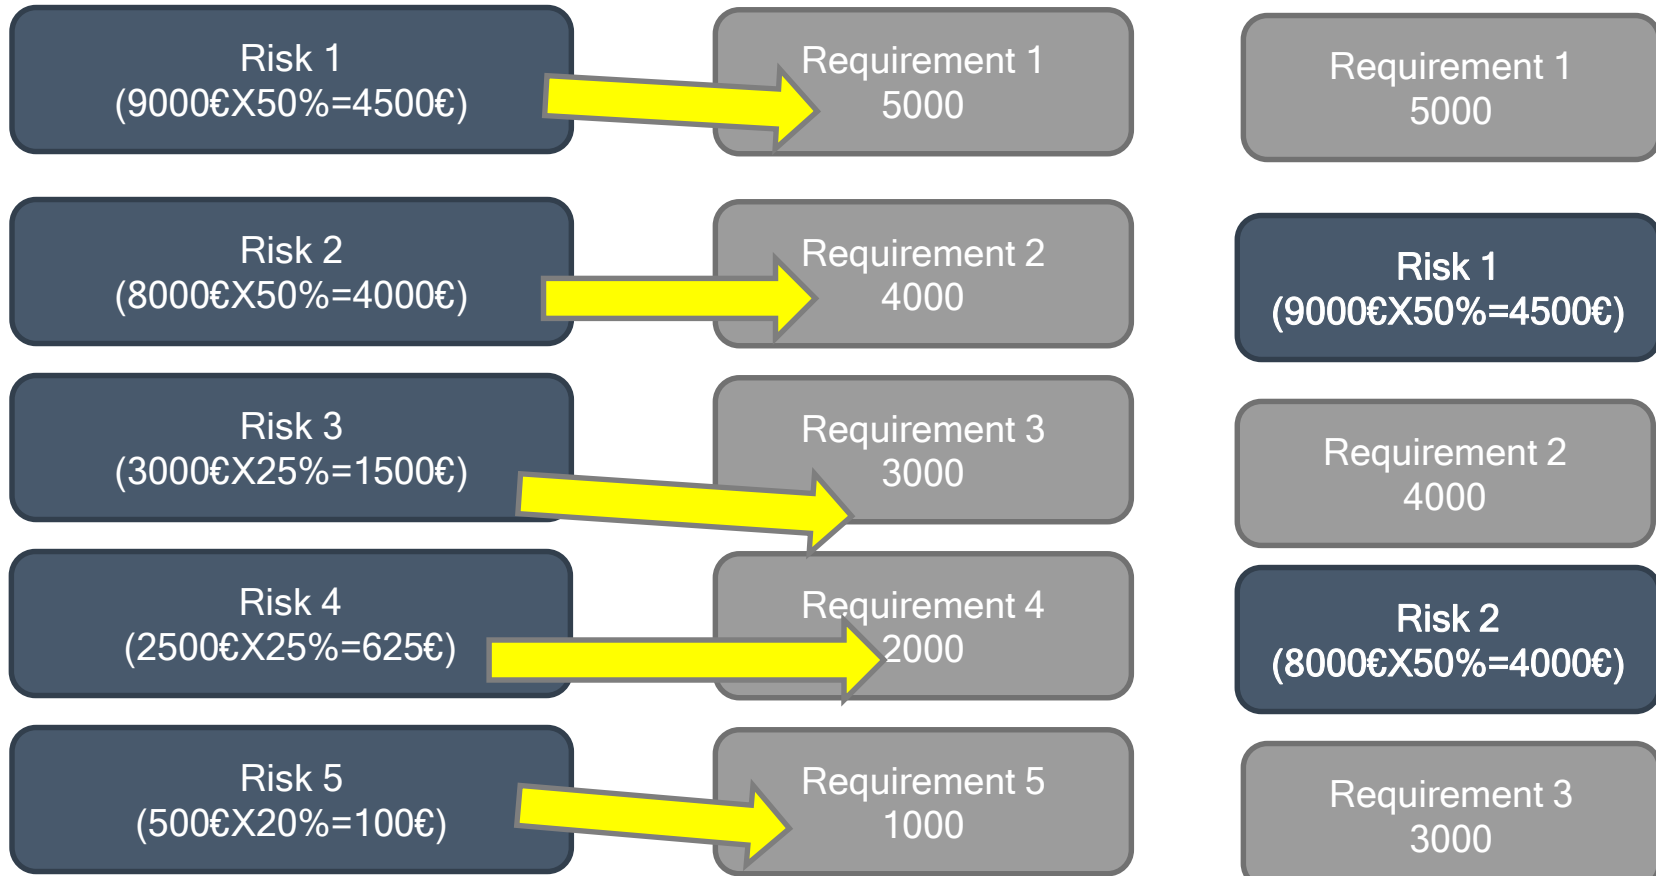 Risk 1
(9000€X50%=4500€)
Requirement 1
5000
Requirement 1
5000
Risk 2
(8000€X50%=4000€)
Requirement 2
4000
Risk 1
(9000€X50%=4500€)
Risk 3
(3000€X25%=1500€)
Requirement 3
3000
Requirement 2
4000
Risk 4
(2500€X25%=625€)
Requirement 4
2000
Risk 2
(8000€X50%=4000€)
Risk 5
(500€X20%=100€)
Requirement 5
1000
Requirement 3
3000